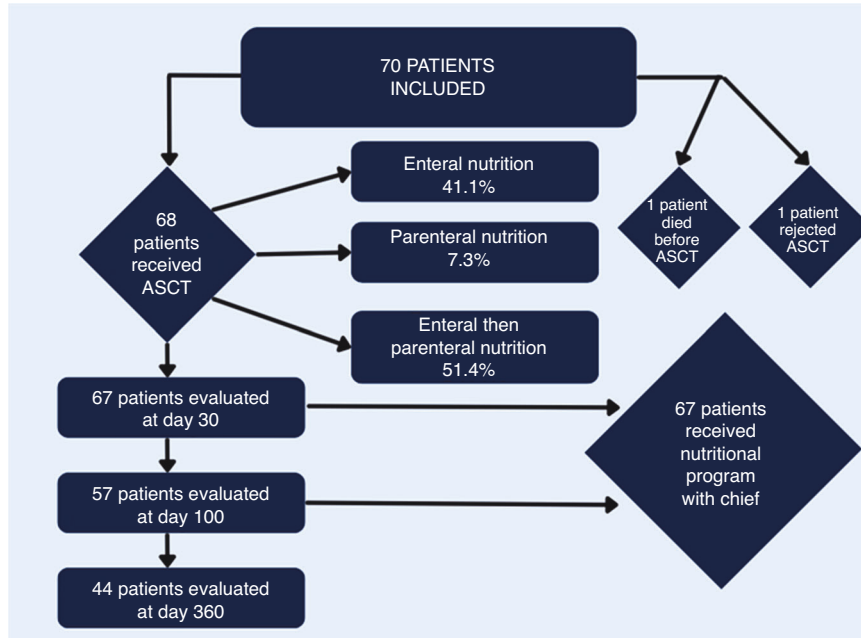 70 PATIENTS
INCLUDED
Enteral nutrition
41.1%
68
patients
received
ASCT
Parenteral nutrition
7.3%
Enteral then
parenteral nutrition
51.4%
1 patient
died
before
ASCT
1 patient
rejected
ASCT
67 patients evaluated
at day 30
67 patients
received
nutritional
program
with chief
57 patients evaluated
at day 100
44 patients evaluated
at day 360